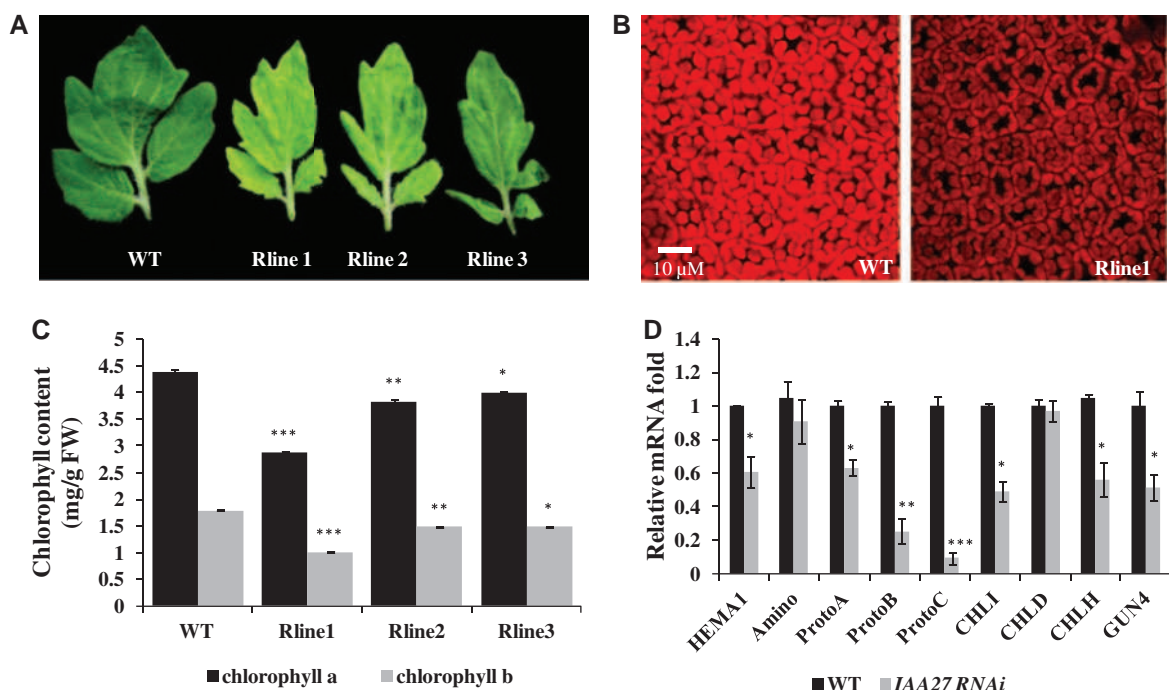 A
WT
Rline 1
Rline 2
Rline 3
B
10 µM
WT
Rline1
C
Chlorophyll content
(mg/g FW)
5
4.5
4
3.5
3
2.5
2
1.5
1
0.5
0
***
***
**
**
*
*
WT
Rline1
Rline2
Rline3
chlorophyll a
chlorophyll b
D
Relative mRNA fold
1.4
1.2
1
0.8
0.6
0.4
0.2
0
*
*
**
***
*
*
*
HEMA1
Amino
ProtoA
ProtoB
ProtoC
CHLI
CHLD
CHLH
GUN4
WT
IAA27 RNAi